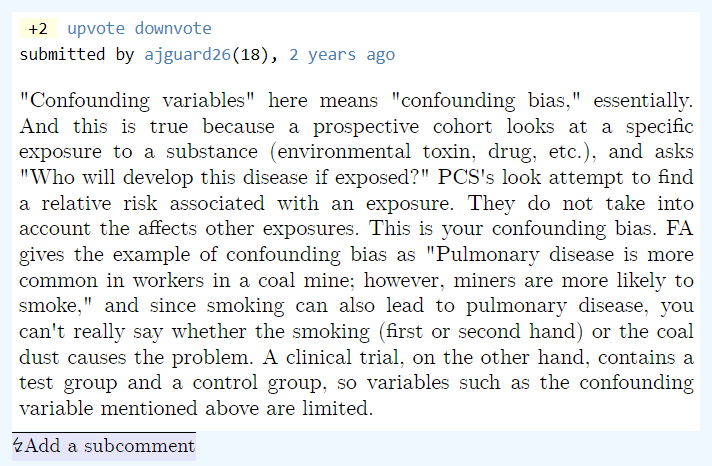 +2 upvote downvote
submitted by ajguard26(18), 2 years ago
"Confounding variables" here means "confounding bias," essentially.
And this is true because a prospective cohort looks at a specific
exposure to a substance (environmental toxin, drug, etc.), and asks
"Who will develop this disease if exposed?" PCS's look attempt to find
a relative risk associated with an exposure. They do not take into
account the affects other exposures. This is your confounding bias. FA
gives the example of confounding bias as "Pulmonary disease is more
common in workers in a coal mine; however, miners are more likely to
smoke," and since smoking can also lead to pulmonary disease, you
can't really say whether the smoking (first or second hand) or the coal
dust causes the problem. A clinical trial, on the other hand, contains a
test group and a control group, so variables such as the confounding
variable mentioned above are limited.
↯Add a subcomment